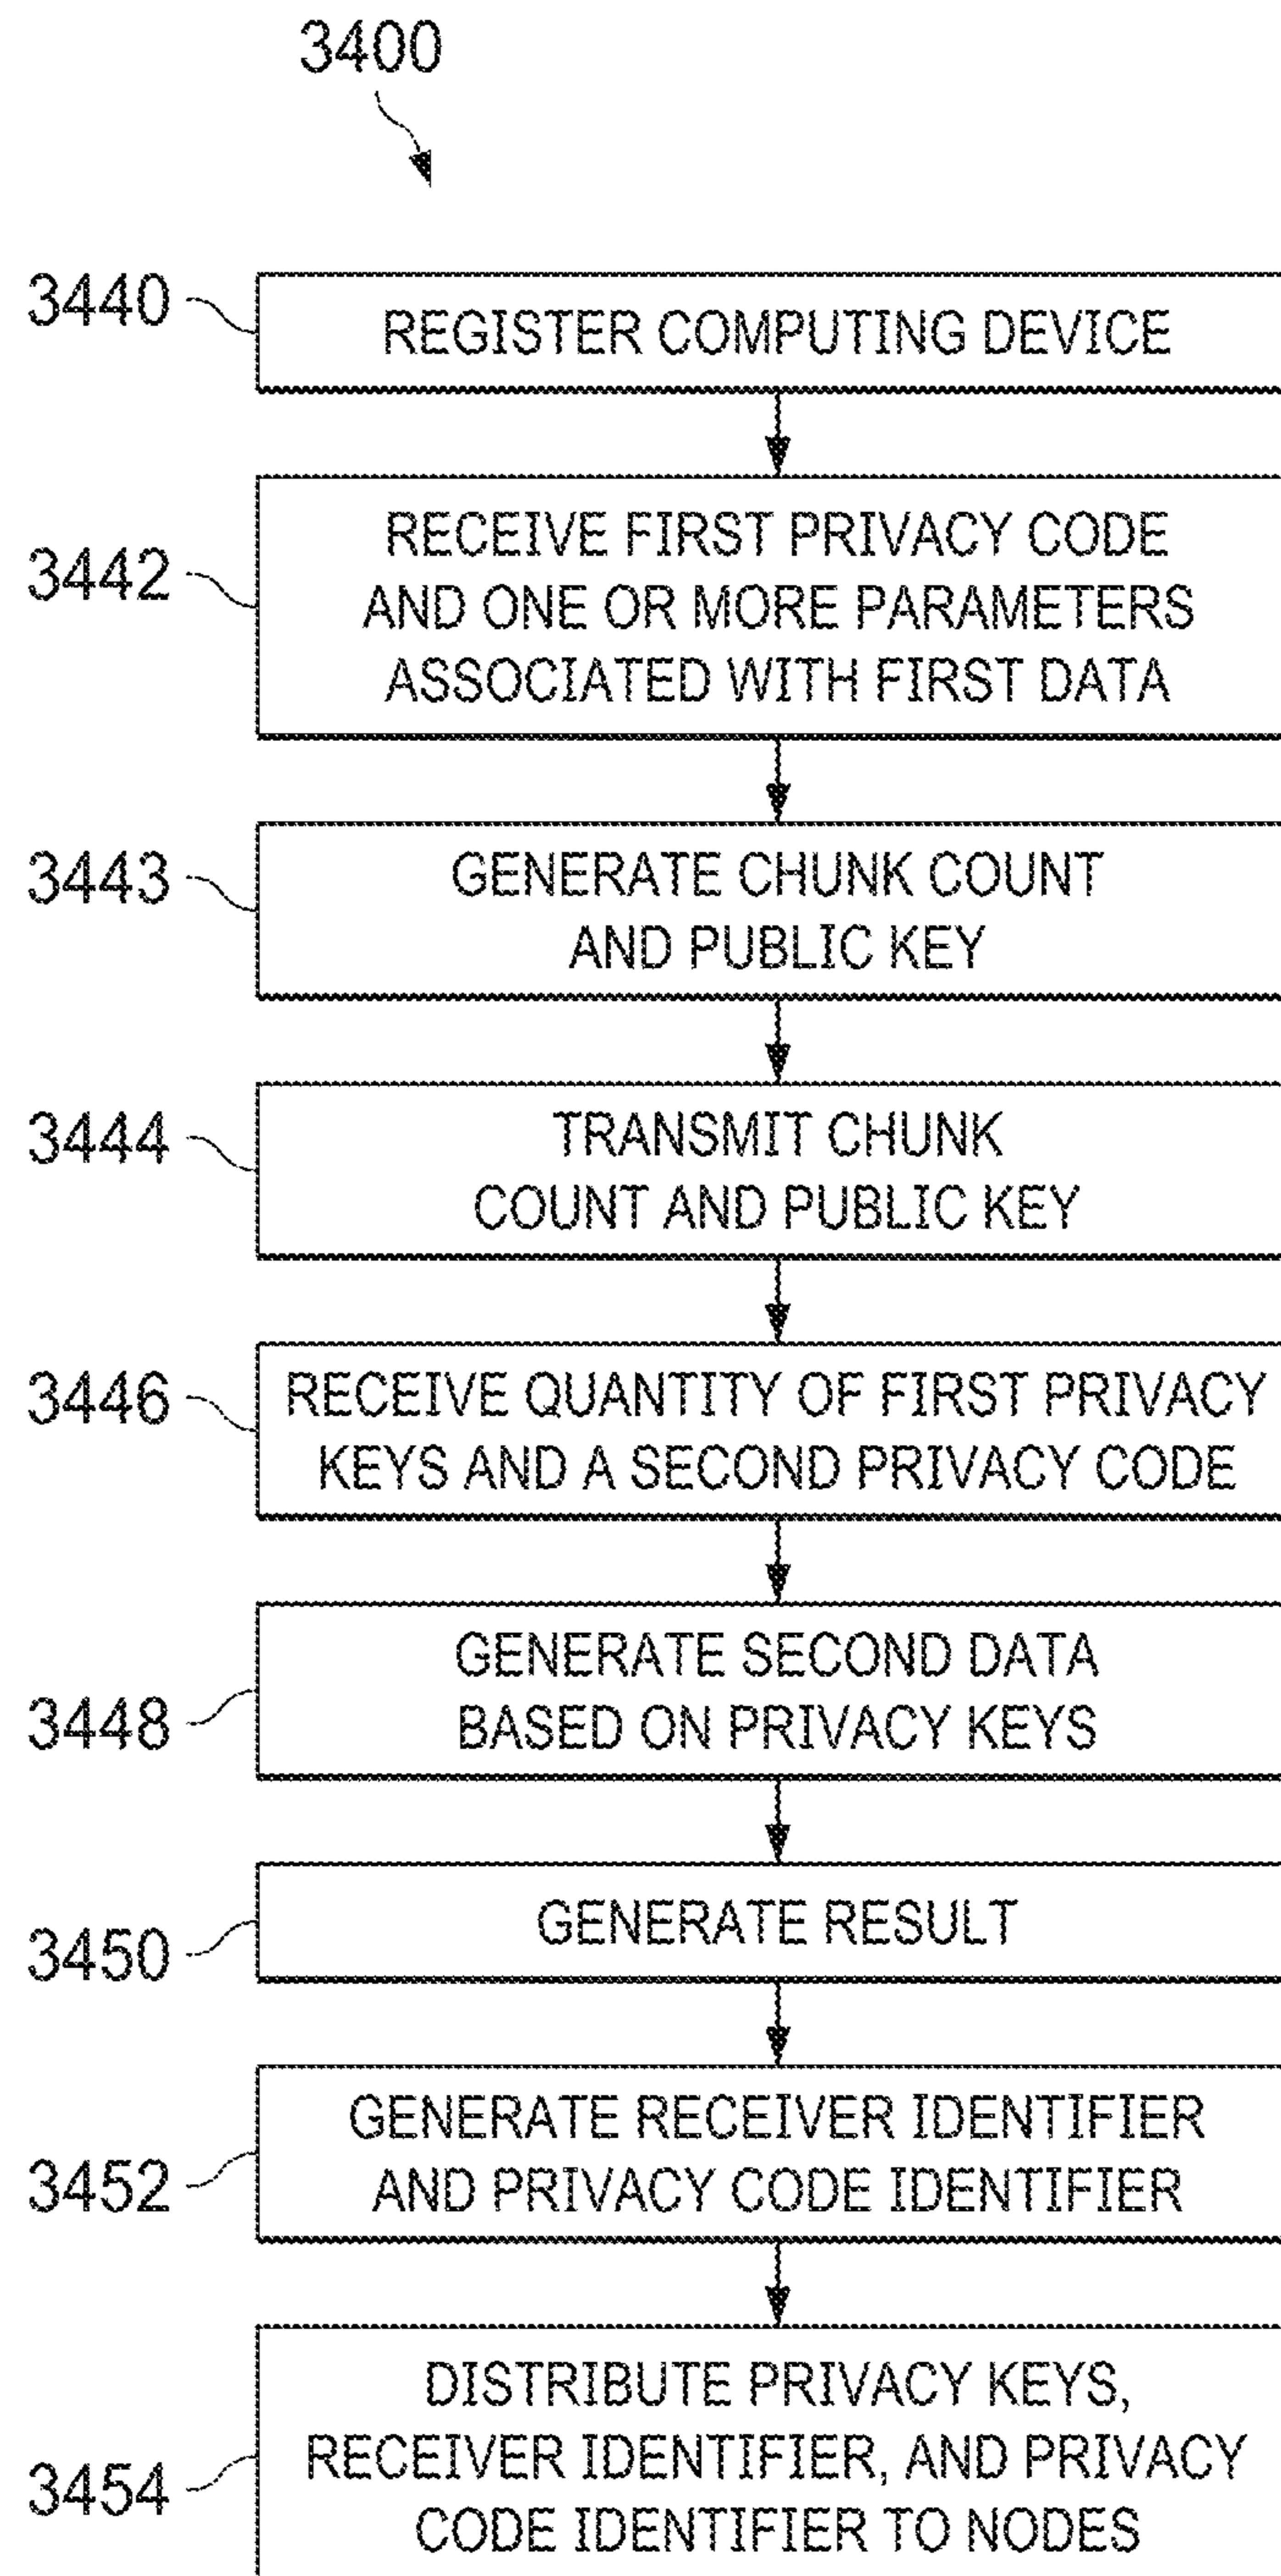 3400
3440
REGISTER COMPUTING DEVICE
3442
RECEIVE FIRST PRIVACY CODE
AND ONE OR MORE PARAMETERS
ASSOCIATED WITH FIRST DATA
3443
GENERATE CHUNK COUNT
AND PUBLIC KEY
3444
TRANSMIT CHUNK
COUNT AND PUBLIC KEY
3446
RECEIVE QUANTITY OF FIRST PRIVACY
KEYS AND A SECOND PRIVACY CODE
3448
GENERATE SECOND DATA
BASED ON PRIVACY KEYS
3450
GENERATE RESULT
3452
GENERATE RECEIVER IDENTIFIER
AND PRIVACY CODE IDENTIFIER
3454
DISTRIBUTE PRIVACY KEYS,
RECEIVER IDENTIFIER, AND PRIVACY
CODE IDENTIFIER TO NODES